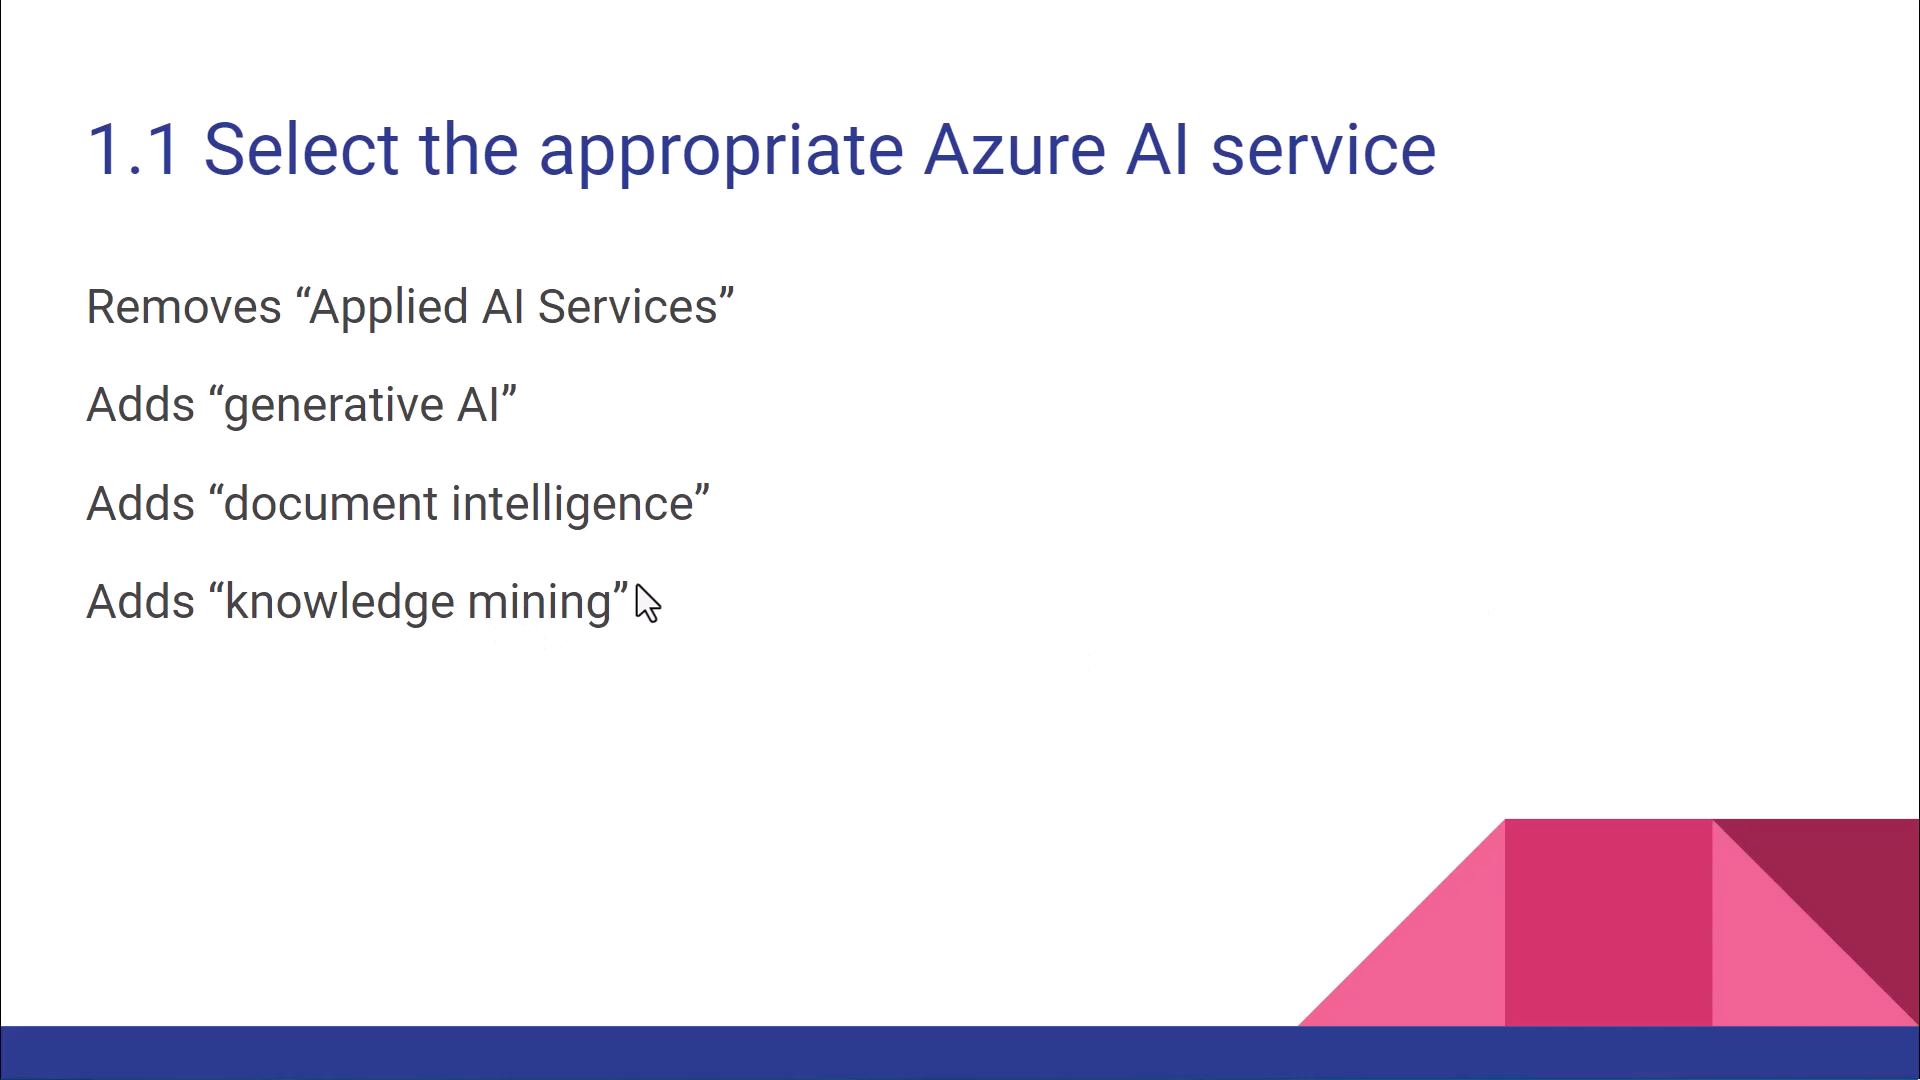 1.1 Select the appropriate Azure AI service
Removes “Applied AI Services”
Adds “generative AI”
Adds “document intelligence”
Adds “knowledge mining”